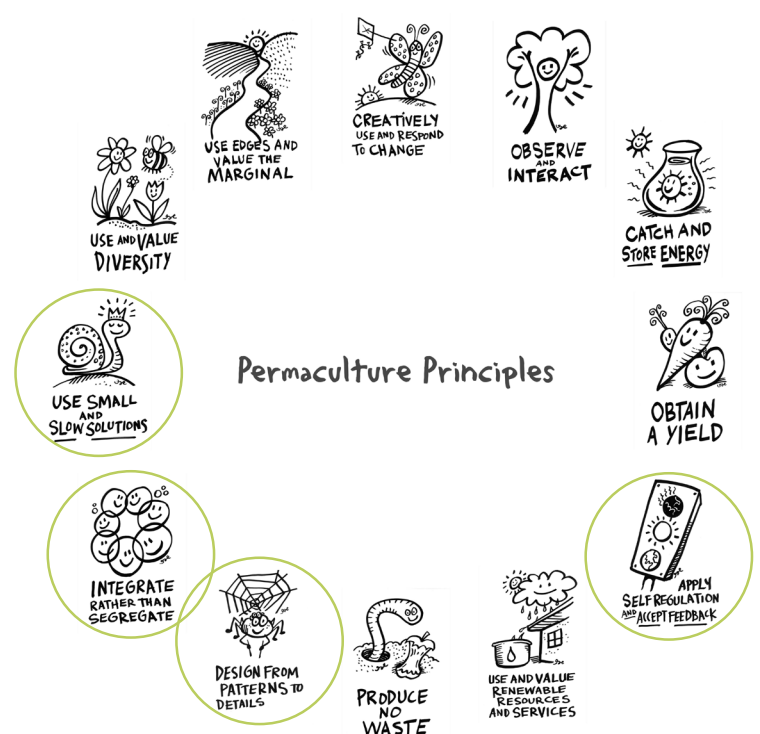 Permaculture Principles
OBSERVE
AND
INTERACT
CATCH AND
STORE ENERGY
OBTAIN
A YIELD
APPLY
SELF REGULATION
AND ACCEPT FEEDBACK
USE AND VALUE
RENEWABLE
RESOURCES
AND SERVICES
PRODUCE
NO
WASTE
DESIGN FROM
PATTERNS TO
DETAILS
INTEGRATE
RATHER THAN
SEGREGATE
USE SMALL
AND
SLOW SOLUTIONS
USE AND VALUE
DIVERSITY
USE EDGES AND
VALUE THE
MARGINAL
CREATIVELY
USE AND RESPOND
TO CHANGE